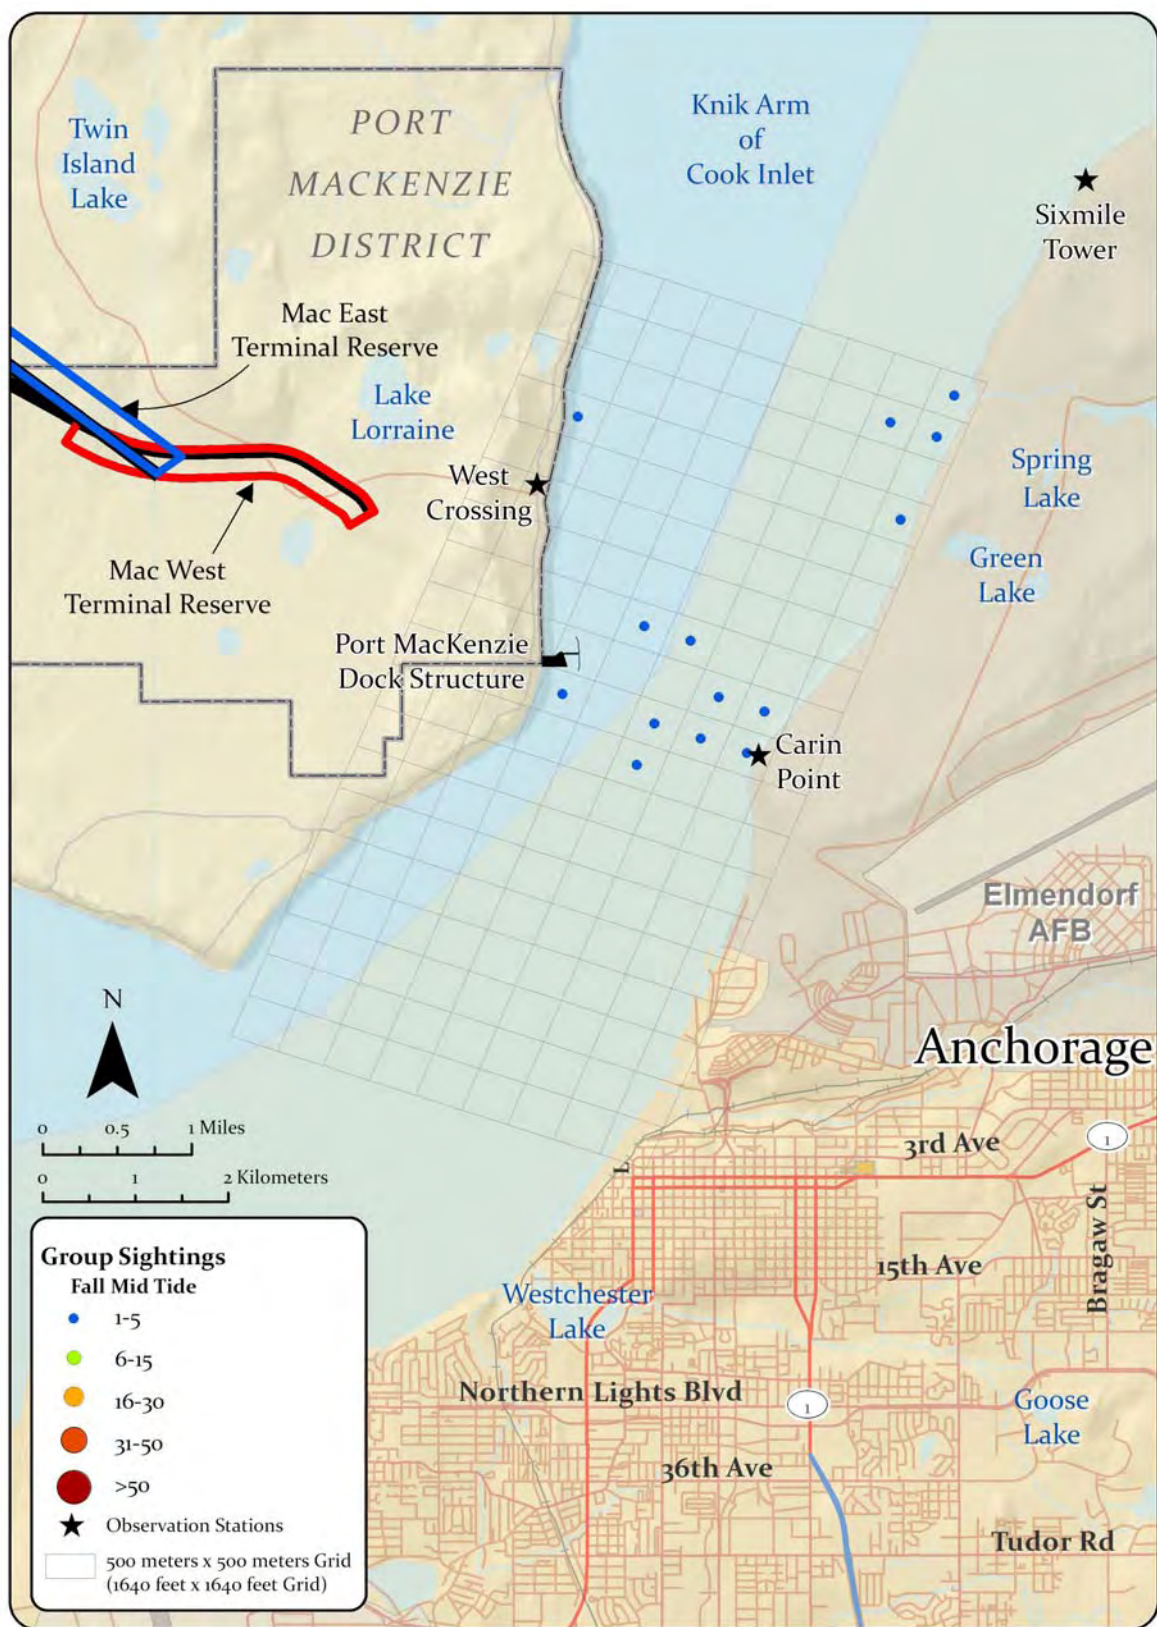 Knik Arm
of
Cook Inlet
PORT
MACKENZIE
DISTRICT
Twin
Island
Lake
Sixmile
Tower
Mac East
Terminal Reserve
Lake
Lorraine
West
Crossing
Spring
Lake
Green
Lake
Mac West
Terminal Reserve
Port MacKenzie
Dock Structure
Carin
Point
Elmendorf
AFB
N
Anchorage
0 0.5 1 Miles
0 1 2 Kilometers
3rd Ave
1
L
Bragaw St
15th Ave
Westchester
Lake
Northern Lights Blvd
1
Goose
Lake
36th Ave
Tudor Rd
Group Sightings
Fall Mid Tide
1-5
6-15
16-30
31-50
>50
Observation Stations
500 meters x 500 meters Grid
(1640 feet x 1640 feet Grid)